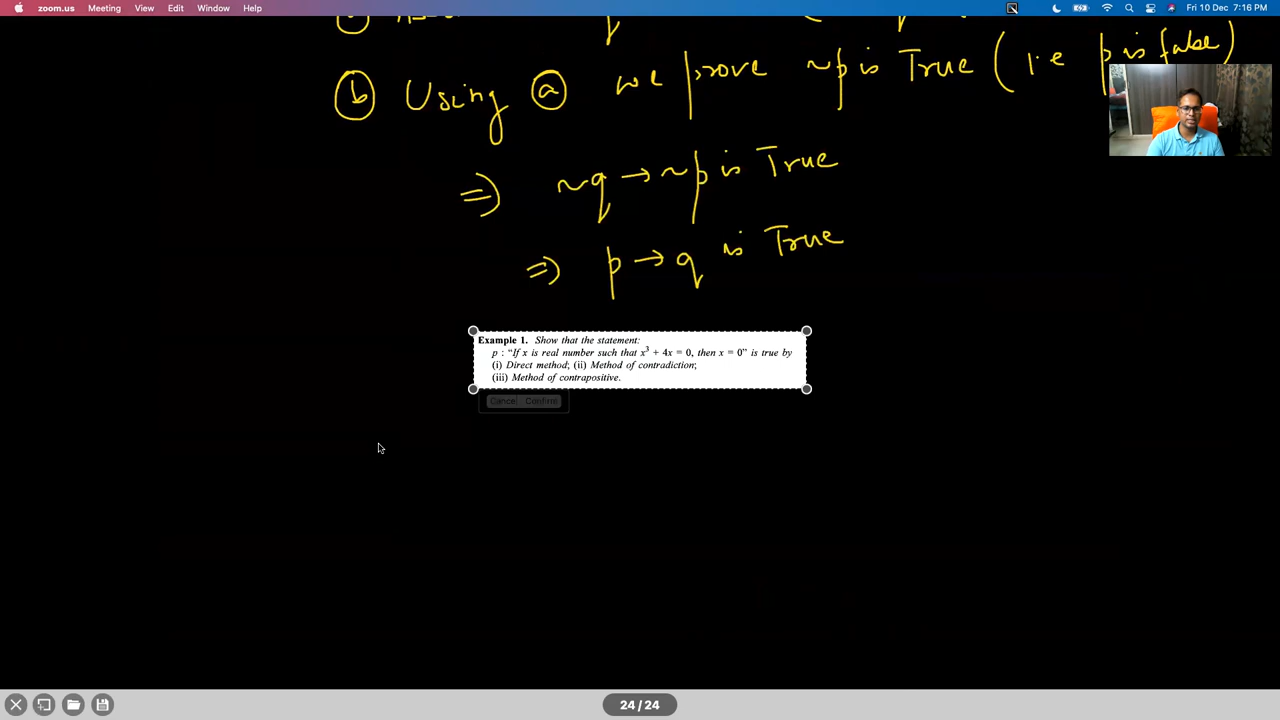 zoom.us Meeting View Edit Window Help Fri 10 Dec 7:16 PM
(b) Using (a) we prove ~p is True (i.e p is false)
=> ~q → ~p is True
=> p → q is True
Example 1. Show that the statement:
p : “If x is real number such that x³ + 4x = 0, then x = 0” is true by
(i) Direct method; (ii) Method of contradiction;
(iii) Method of contrapositive.
Cancel Confirm
24 / 24